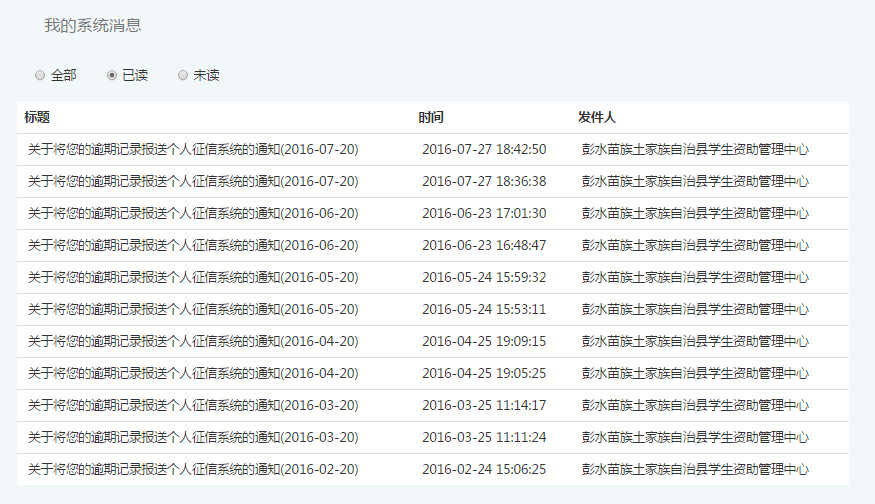 我的系统消息
全部 已读 未读
标题 时间 发件人
关于将您的逾期记录报送个人征信系统的通知(2016-07-20) 2016-07-27 18:42:50 彭水苗族土家族自治县学生资助管理中心
关于将您的逾期记录报送个人征信系统的通知(2016-07-20) 2016-07-27 18:36:38 彭水苗族土家族自治县学生资助管理中心
关于将您的逾期记录报送个人征信系统的通知(2016-06-20) 2016-06-23 17:01:30 彭水苗族土家族自治县学生资助管理中心
关于将您的逾期记录报送个人征信系统的通知(2016-06-20) 2016-06-23 16:48:47 彭水苗族土家族自治县学生资助管理中心
关于将您的逾期记录报送个人征信系统的通知(2016-05-20) 2016-05-24 15:59:32 彭水苗族土家族自治县学生资助管理中心
关于将您的逾期记录报送个人征信系统的通知(2016-05-20) 2016-05-24 15:53:11 彭水苗族土家族自治县学生资助管理中心
关于将您的逾期记录报送个人征信系统的通知(2016-04-20) 2016-04-25 19:09:15 彭水苗族土家族自治县学生资助管理中心
关于将您的逾期记录报送个人征信系统的通知(2016-04-20) 2016-04-25 19:05:25 彭水苗族土家族自治县学生资助管理中心
关于将您的逾期记录报送个人征信系统的通知(2016-03-20) 2016-03-25 11:14:17 彭水苗族土家族自治县学生资助管理中心
关于将您的逾期记录报送个人征信系统的通知(2016-03-20) 2016-03-25 11:11:24 彭水苗族土家族自治县学生资助管理中心
关于将您的逾期记录报送个人征信系统的通知(2016-02-20) 2016-02-24 15:06:25 彭水苗族土家族自治县学生资助管理中心